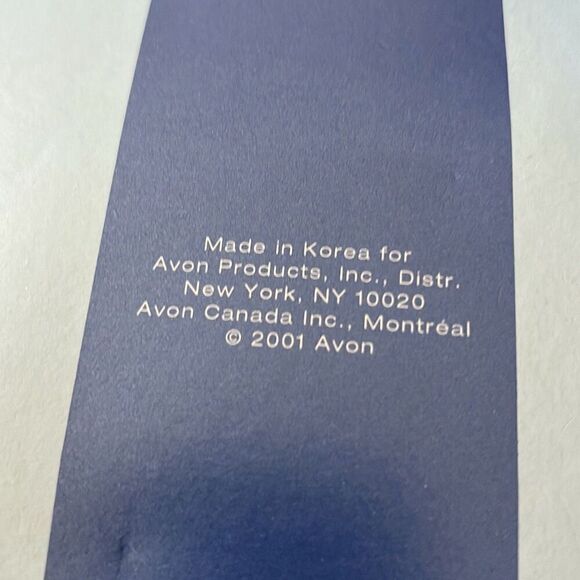 Made in Korea for
Avon Products, Inc., Distr.
New York, NY 10020
Avon Canada Inc., Montréal
© 2001 Avon